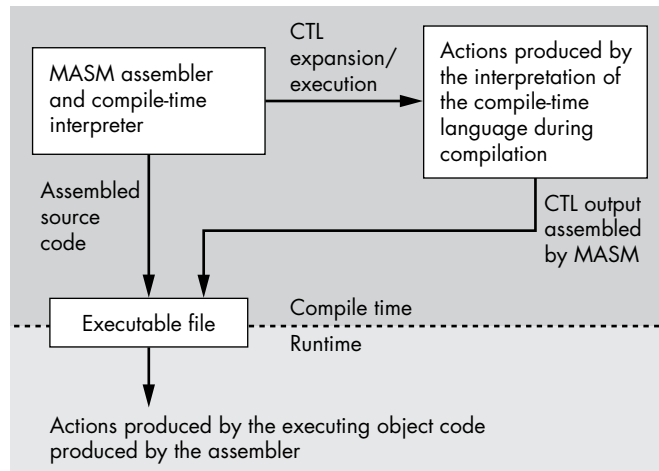 MASM assembler
and compile-time
interpreter
CTL
expansion/
execution
Actions produced by
the interpretation of
the compile-time
language during
compilation
Assembled
source
code
CTL output
assembled
by MASM
Executable file
Compile time
Runtime
Actions produced by the executing object code
produced by the assembler